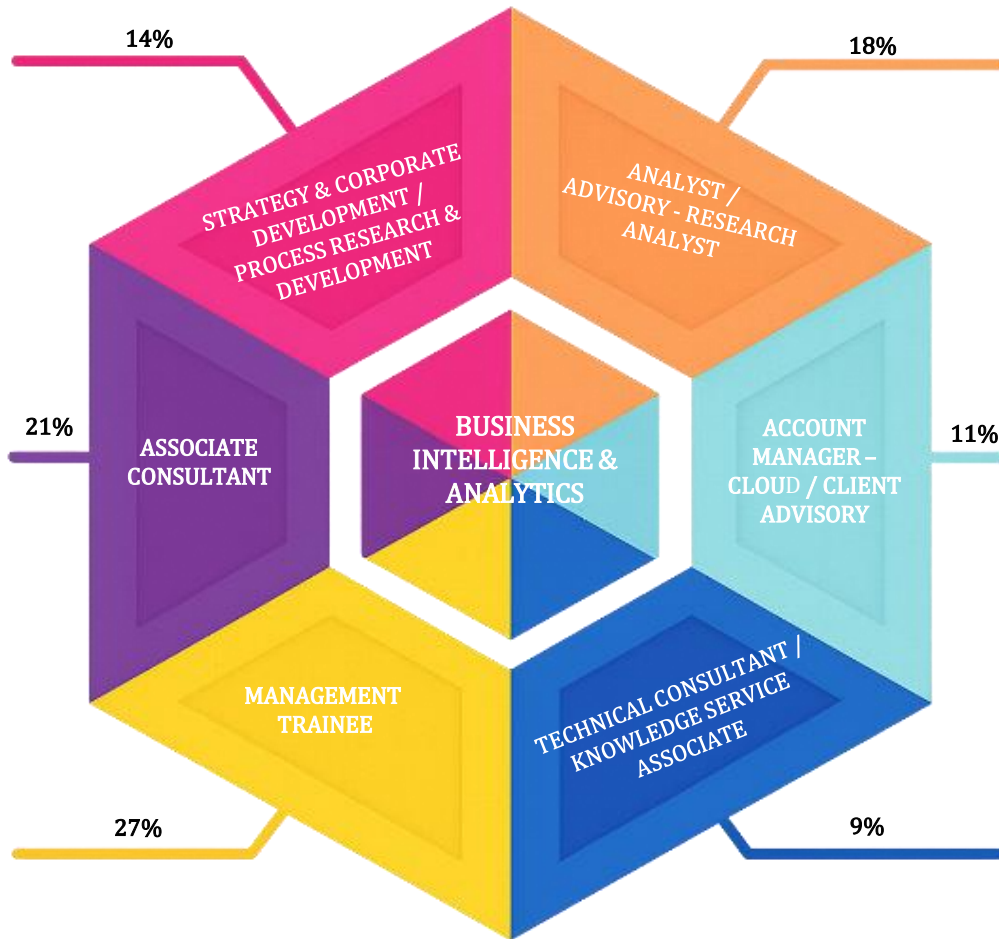 14%
18%
STRATEGY & CORPORATE
DEVELOPMENT /
PROCESS RESEARCH &
DEVELOPMENT
ANALYST /
ADVISORY - RESEARCH
ANALYST
21%
ASSOCIATE
CONSULTANT
BUSINESS
INTELLIGENCE &
ANALYTICS
ACCOUNT
MANAGER –
CLOUD / CLIENT
ADVISORY
11%
MANAGEMENT
TRAINEE
TECHNICAL CONSULTANT /
KNOWLEDGE SERVICE
ASSOCIATE
27%
9%